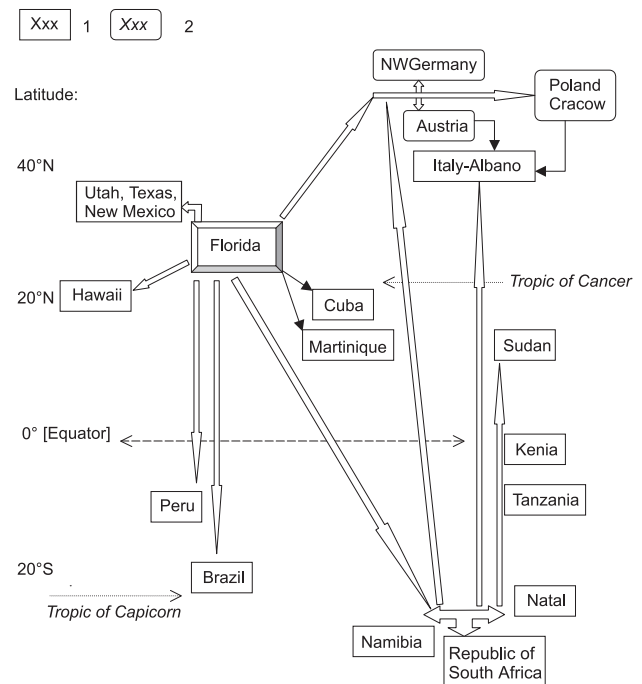 Xxx 1 Xxx 2
NWGermany
Latitude:
Poland
Cracow
Austria
40°N
Italy-Albano
Utah, Texas,
New Mexico
Florida
Tropic of Cancer
20°N
Hawaii
Cuba
Martinique
Sudan
0° [Equator]
Kenia
Peru
Tanzania
20°S
Brazil
Natal
Tropic of Capicorn
Namibia
Republic of
South Africa